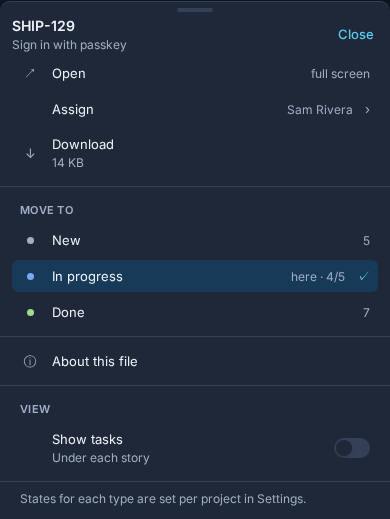 SHIP-129
Sign in with passkey
Close
Open full screen
Assign Sam Rivera ›
Download
14 KB
MOVE TO
New 5
In progress here · 4/5 ✓
Done 7
About this file
VIEW
Show tasks
Under each story
States for each type are set per project in Settings.